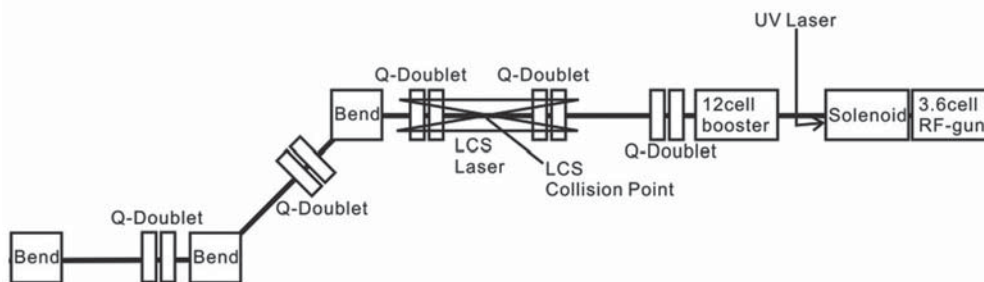 UV Laser
Q-Doublet
Q-Doublet
Bend
12cell
booster
Solenoid
3.6cell
RF-gun
LCS
Laser
LCS
Collision Point
Q-Doublet
Q-Doublet
Q-Doublet
Bend
Bend